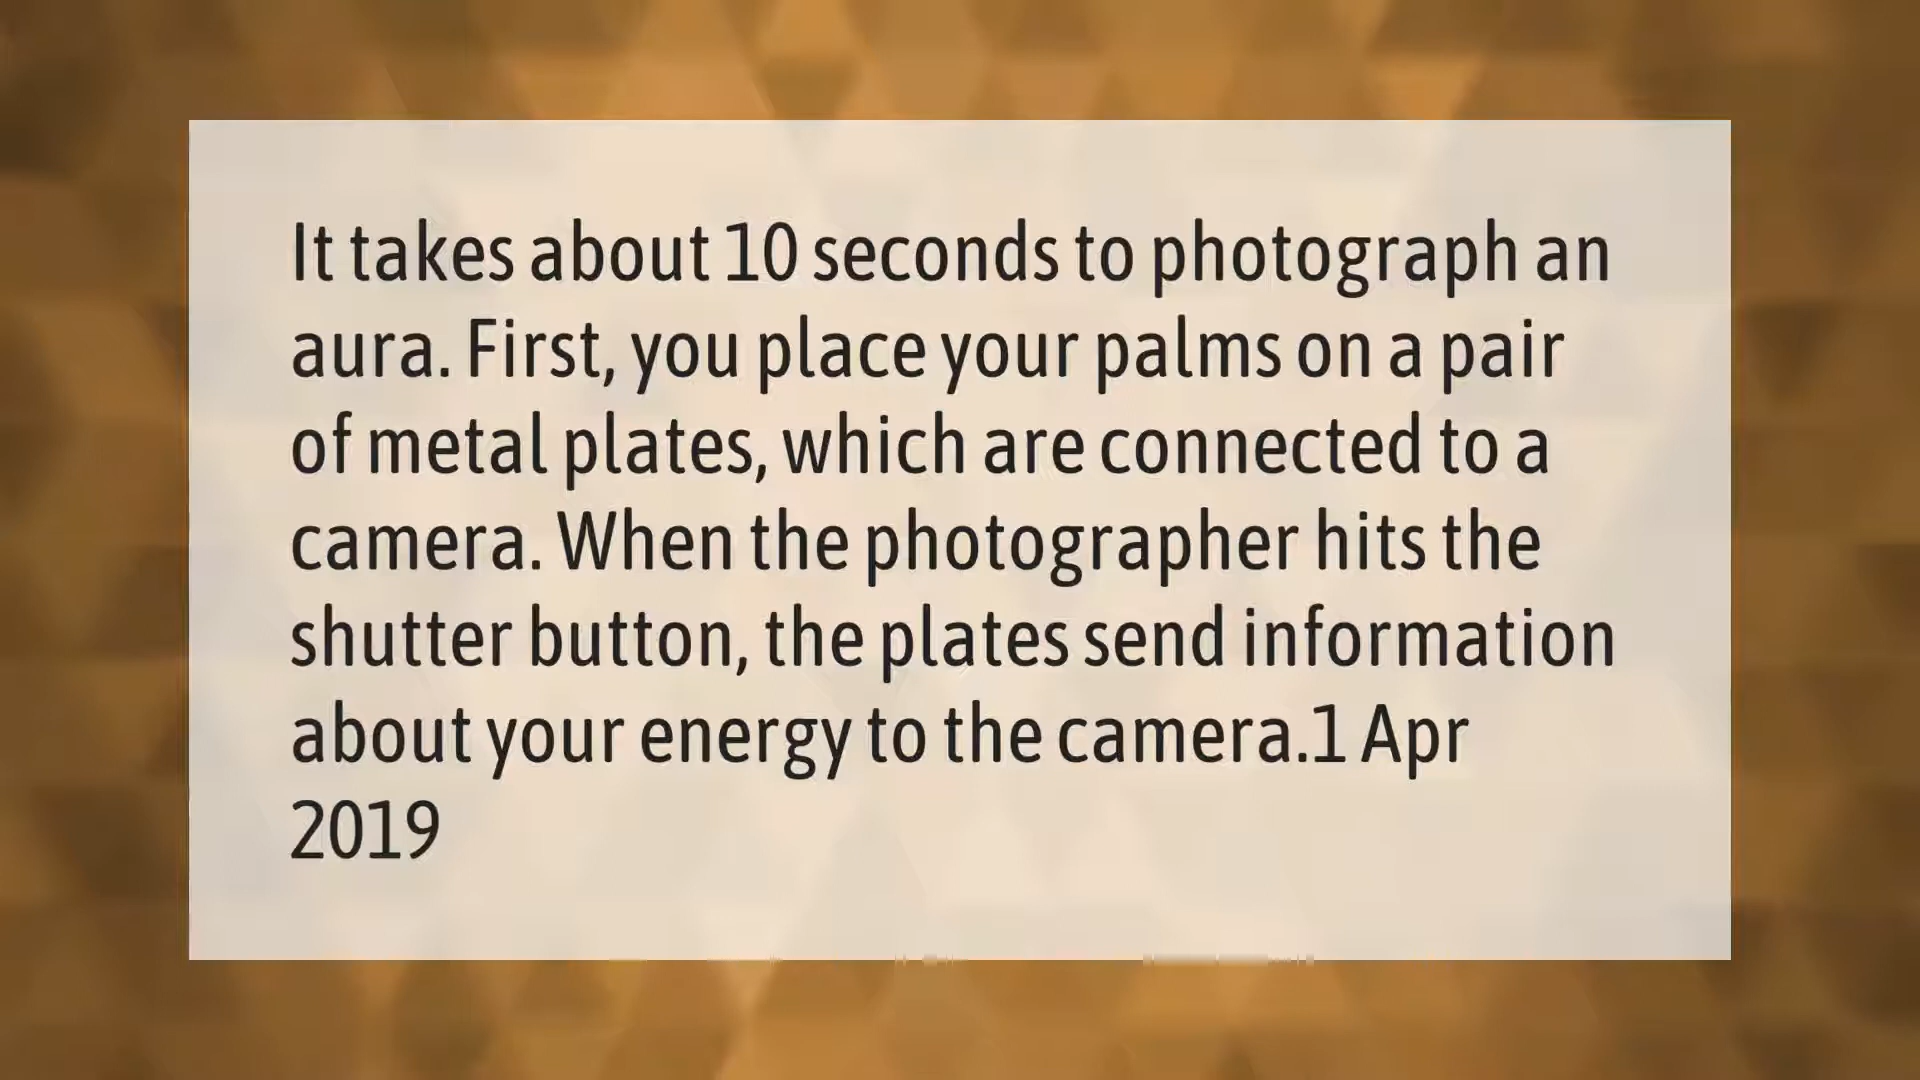 It takes about 10 seconds to photograph an
aura. First, you place your palms on a pair
of metal plates, which are connected to a
camera. When the photographer hits the
shutter button, the plates send information
about your energy to the camera.1 Apr
2019